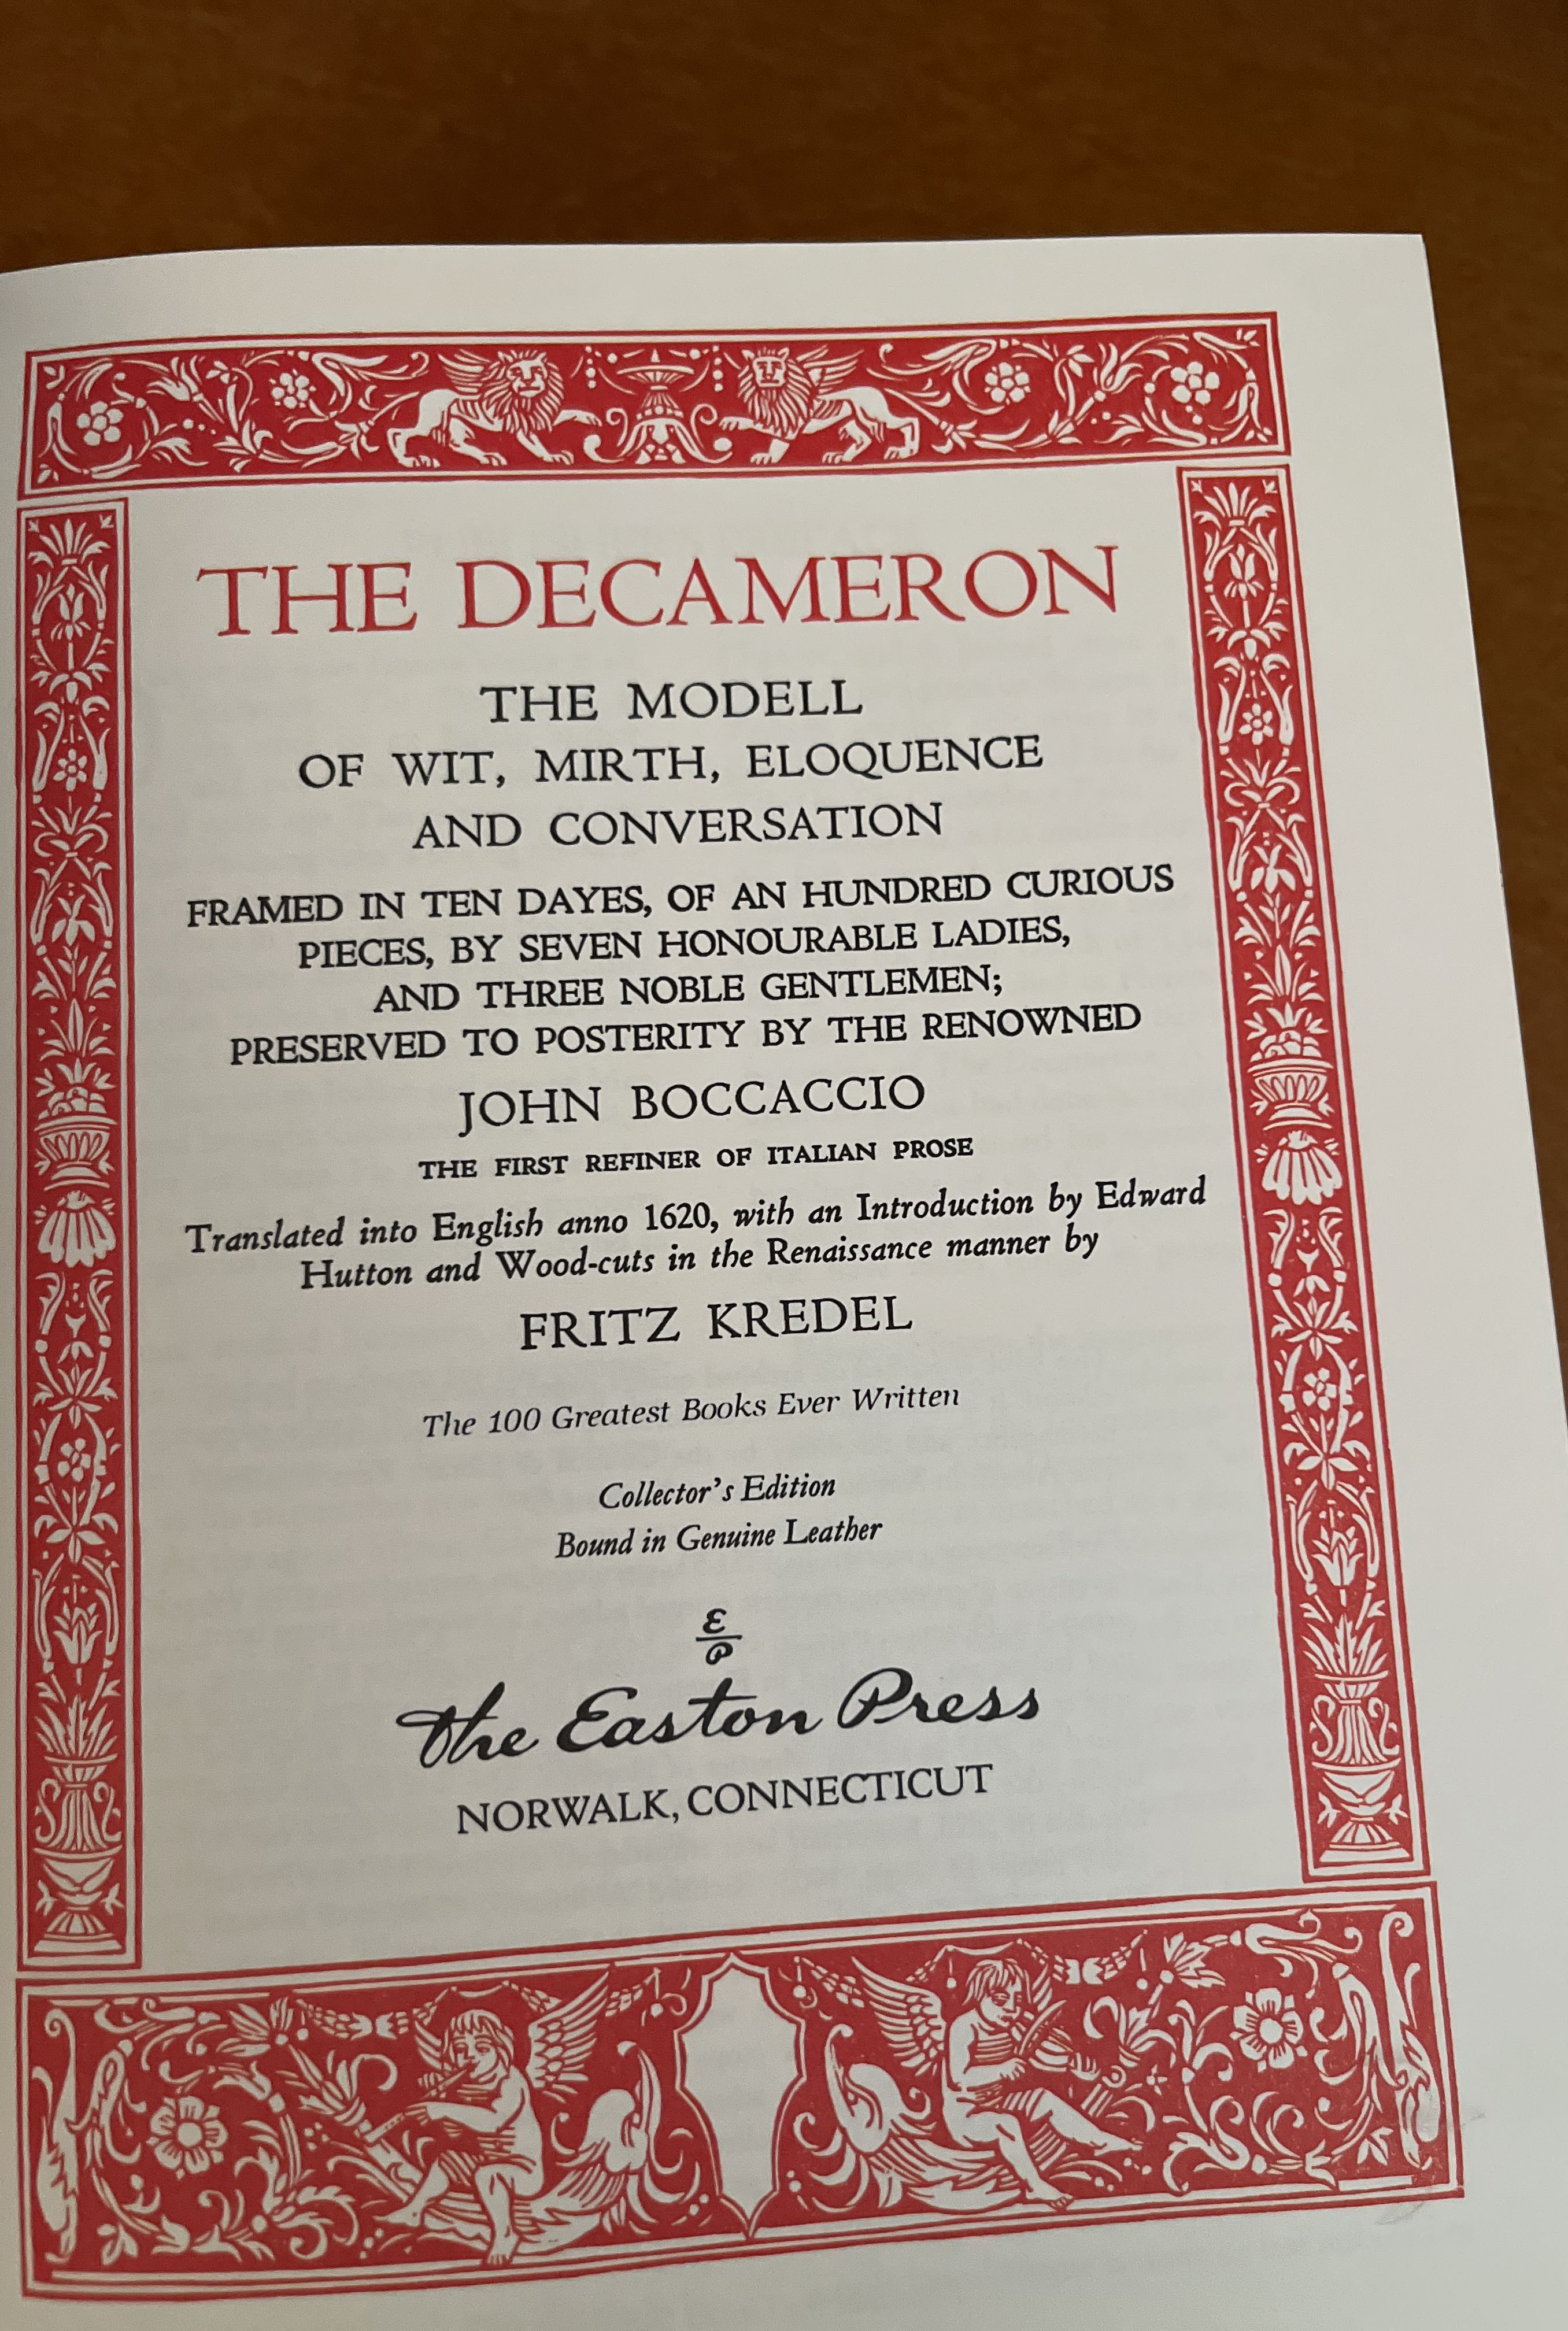 THE DECAMERON
THE MODELL
OF WIT, MIRTH, ELOQUENCE
AND CONVERSATION
FRAMED IN TEN DAYES, OF AN HUNDRED CURIOUS
PIECES, BY SEVEN HONOURABLE LADIES,
AND THREE NOBLE GENTLEMEN;
PRESERVED TO POSTERITY BY THE RENOWNED
JOHN BOCCACCIO
THE FIRST REFINER OF ITALIAN PROSE
Translated into English anno 1620, with an Introduction by Edward
Hutton and Wood-cuts in the Renaissance manner by
FRITZ KREDEL
The 100 Greatest Books Ever Written
Collector's Edition
Bound in Genuine Leather
E
P
The Easton Press
NORWALK, CONNECTICUT